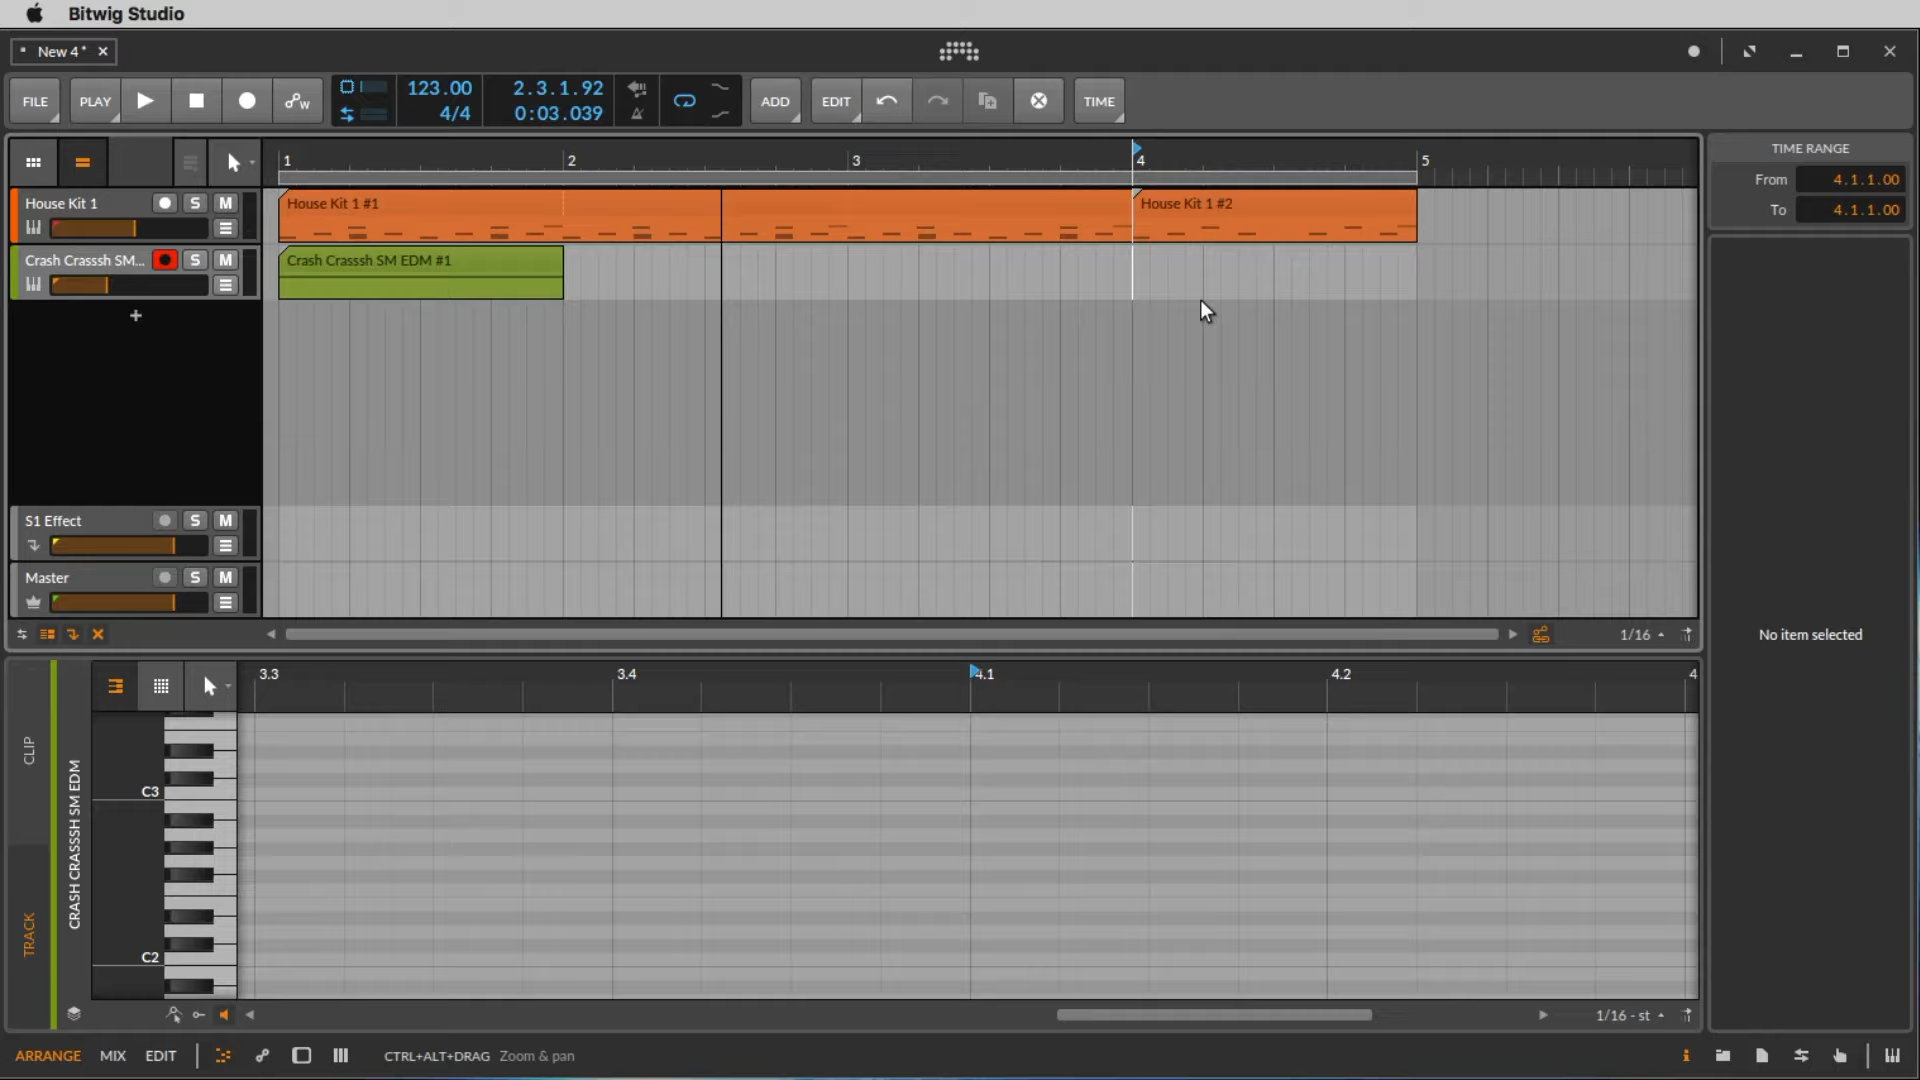 Bitwig Studio
New 4*
FILE
PLAY
123.00
4/4
2.3.1.92
0:03.039
ADD
EDIT
TIME
1
2
3
4
5
TIME RANGE
From
4.1.1.00
To
4.1.1.00
House Kit 1
S
M
House Kit 1 #1
House Kit 1 #2
Crash Crasssh SM...
S
M
Crash Crasssh SM EDM #1
+
S1 Effect
S
M
Master
S
M
1/16
No item selected
3.3
3.4
4.1
4.2
4
CLIP
TRACK
CRASH CRASSSH SM EDM
C3
C2
1/16 - st
ARRANGE
MIX
EDIT
CTRL+ALT+DRAG Zoom & pan